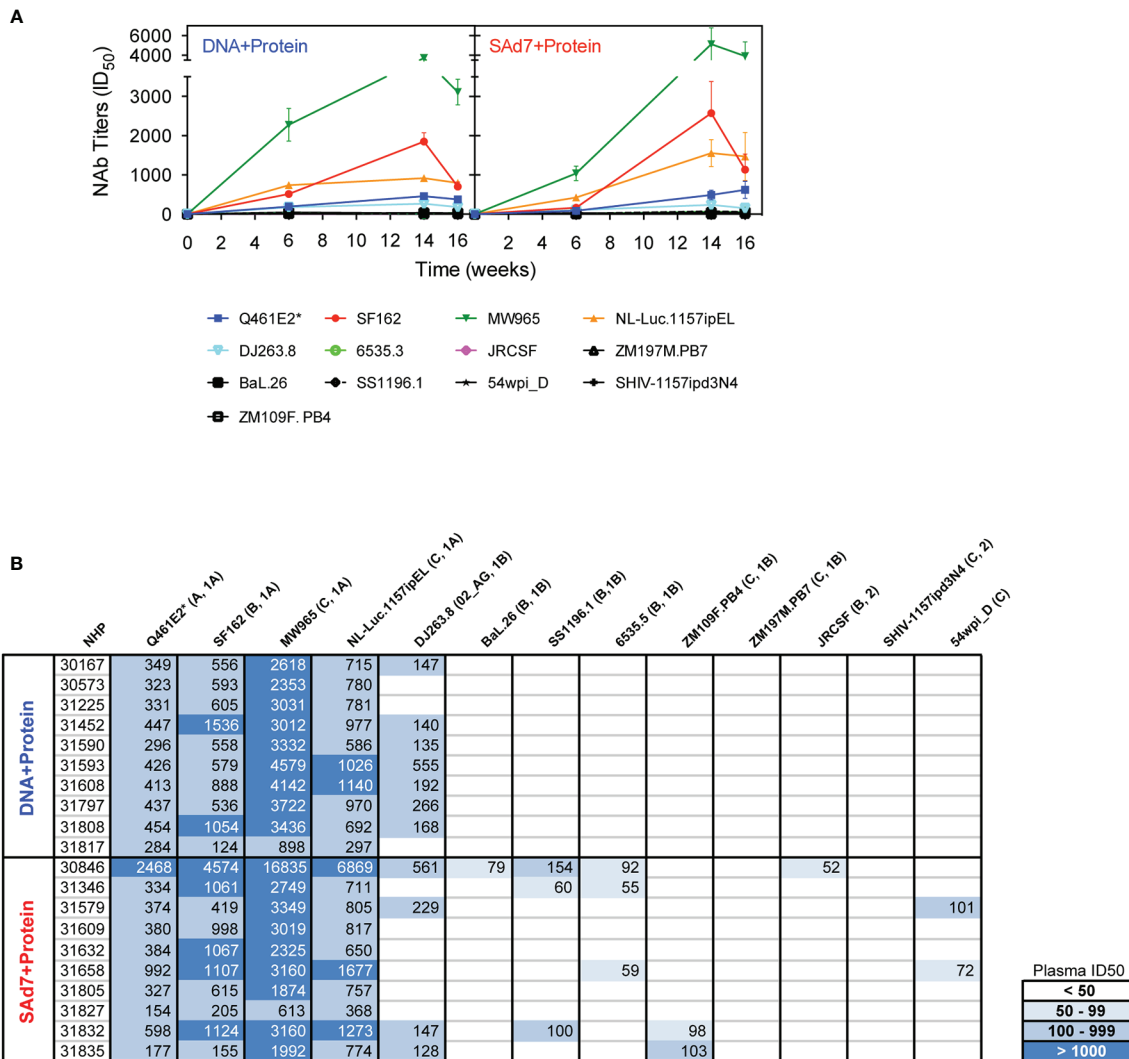 A
DNA+Protein
SAd7+Protein
NAb Titers (ID50)
6000
4000
3000
2000
1000
0
0 2 4 6 8 10 12 14 16
2 4 6 8 10 12 14 16
Time (weeks)
Q461E2* SF162 MW965 NL-Luc.1157ipEL
DJ263.8 6535.3 JRCSF ZM197M.PB7
BaL.26 SS1196.1 54wpi_D SHIV-1157ipd3N4
ZM109F. PB4
B
NHP Q461E2* (A, 1A) SF162 (B, 1A) MW965 (C, 1A) NL-Luc.1157ipEL (C, 1A) DJ263.8 (02_AG, 1B) BaL.26 (B, 1B) SS1196.1 (B,1B) 6535.5 (B, 1B) ZM109F.PB4 (C, 1B) ZM197M.PB7 (C, 1B) JRCSF (B, 2) SHIV-1157ipd3N4 (C, 2) 54wpi_D (C)
DNA+Protein
30167 349 556 2618 715 147
30573 323 593 2353 780
31225 331 605 3031 781
31452 447 1536 3012 977 140
31590 296 558 3332 586 135
31593 426 579 4579 1026 555
31608 413 888 4142 1140 192
31797 437 536 3722 970 266
31808 454 1054 3436 692 168
31817 284 124 898 297
SAd7+Protein
30846 2468 4574 16835 6869 561 79 154 92 52
31346 334 1061 2749 711 60 55
31579 374 419 3349 805 229 101
31609 380 998 3019 817
31632 384 1067 2325 650
31658 992 1107 3160 1677 59 72
31805 327 615 1874 757
31827 154 205 613 368
31832 598 1124 3160 1273 147 100 98
31835 177 155 1992 774 128 103
Plasma ID50
< 50
50 - 99
100 - 999
> 1000